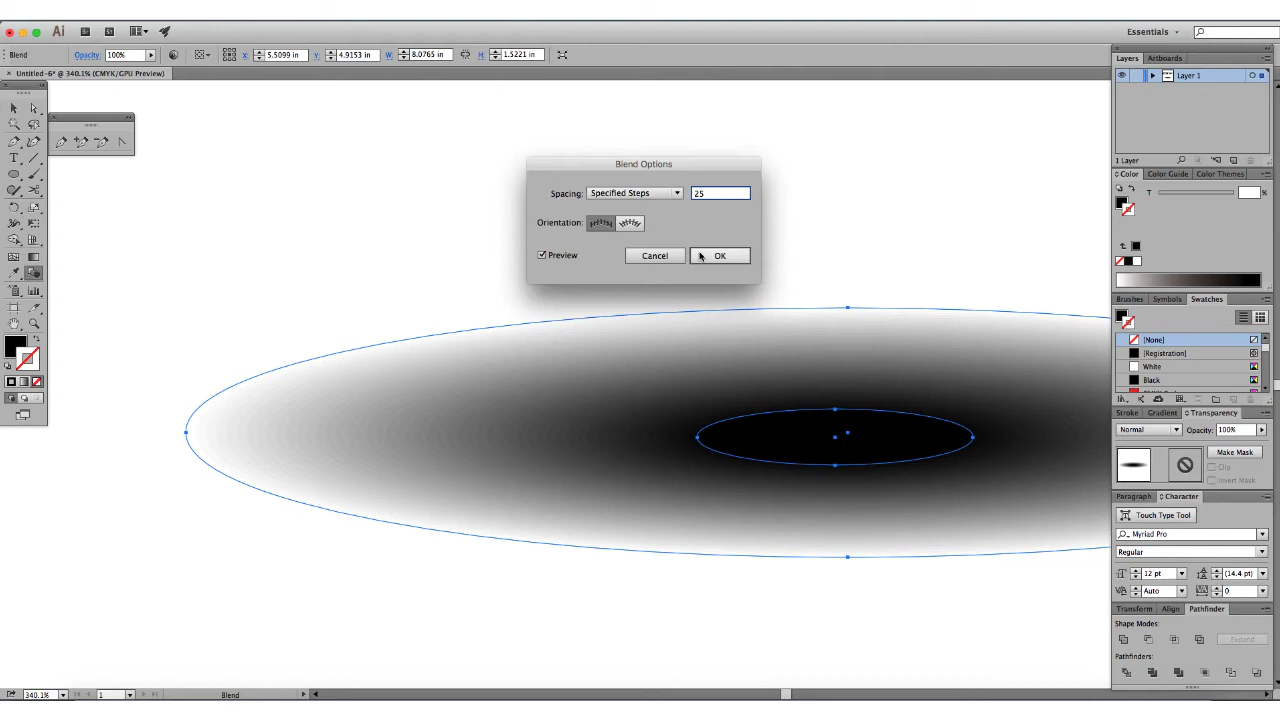 Ai Br St Essentials
Blend Opacity: 100% X: 5.5099 in Y: 4.9153 in W: 8.0765 in H: 1.5221 in
Untitled-6* @ 340.1% (CMYK/GPU Preview)
Layers Artboards
Layer 1
1 Layer
Color Color Guide Color Themes
T %
Brushes Symbols Swatches
[None]
[Registration]
White
Black
Stroke Gradient Transparency
Normal Opacity: 100%
Make Mask
Clip
Invert Mask
Paragraph Character
Touch Type Tool
Myriad Pro
Regular
12 pt (14.4 pt)
Auto 0
Transform Align Pathfinder
Shape Modes:
Expand
Pathfinders:
Blend Options
Spacing: Specified Steps 25
Orientation:
Preview Cancel OK
340.1% 1 Blend